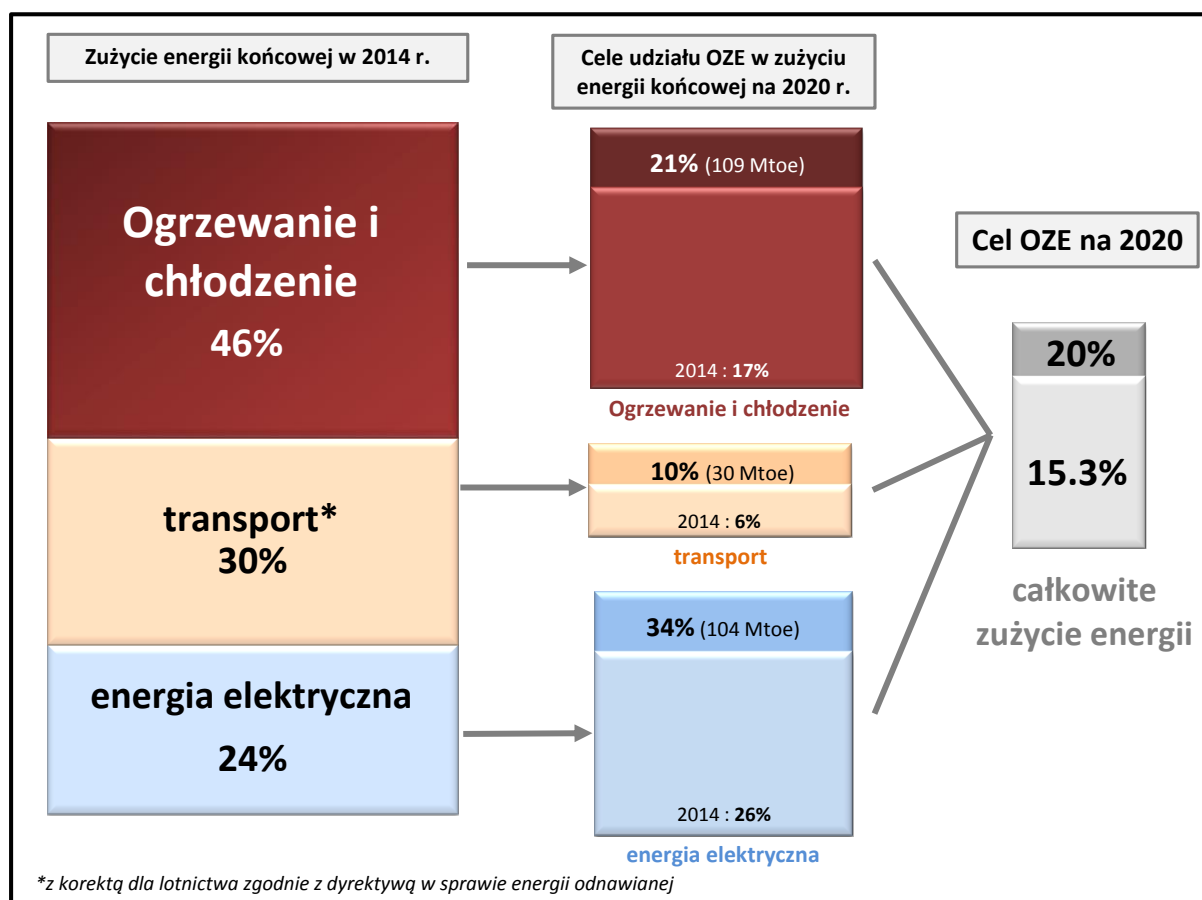 Zużycie energii końcowej w 2014 r.
Cele udziału OZE w zużyciu
energii końcowej na 2020 r.
Ogrzewanie i
chłodzenie
46%
transport*
30%
energia elektryczna
24%
21% (109 Mtoe)
2014 : 17%
Ogrzewanie i chłodzenie
10% (30 Mtoe)
2014 : 6%
transport
34% (104 Mtoe)
2014 : 26%
energia elektryczna
Cel OZE na 2020
20%
15.3%
całkowite
zużycie energii
*z korektą dla lotnictwa zgodnie z dyrektywą w sprawie energii odnawianej